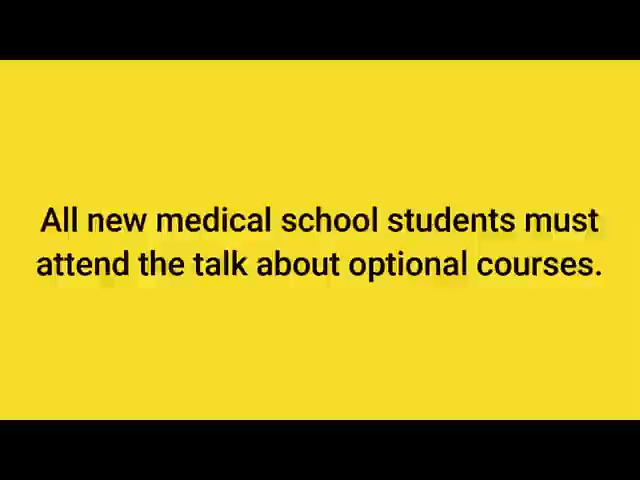 All new medical school students must
attend the talk about optional courses.